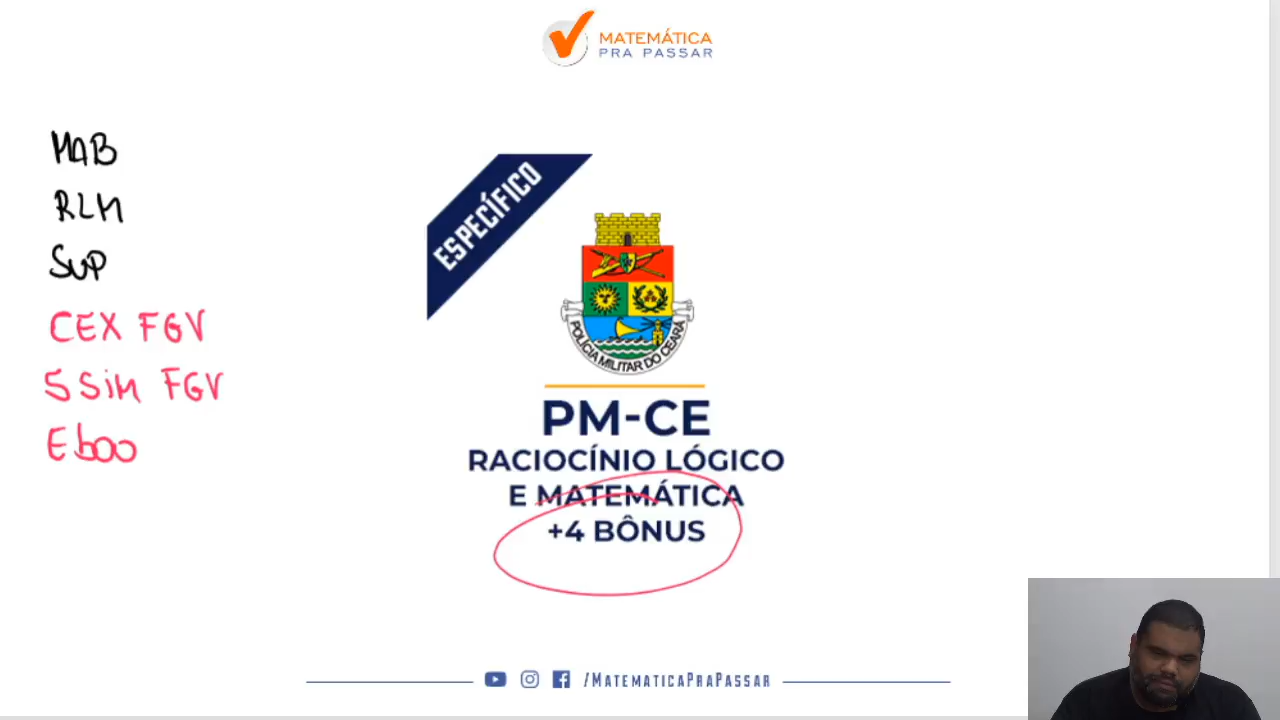 MATEMÁTICA
PRA PASSAR
MAB
RLM
SUP
CEX FGV
5 Sim FGV
Eboo
ESPECÍFICO
POLÍCIA MILITAR DO CEARÁ
PM-CE
RACIOCÍNIO LÓGICO
E MATEMÁTICA
+4 BÔNUS
/MATEMATICAPRAPASSAR